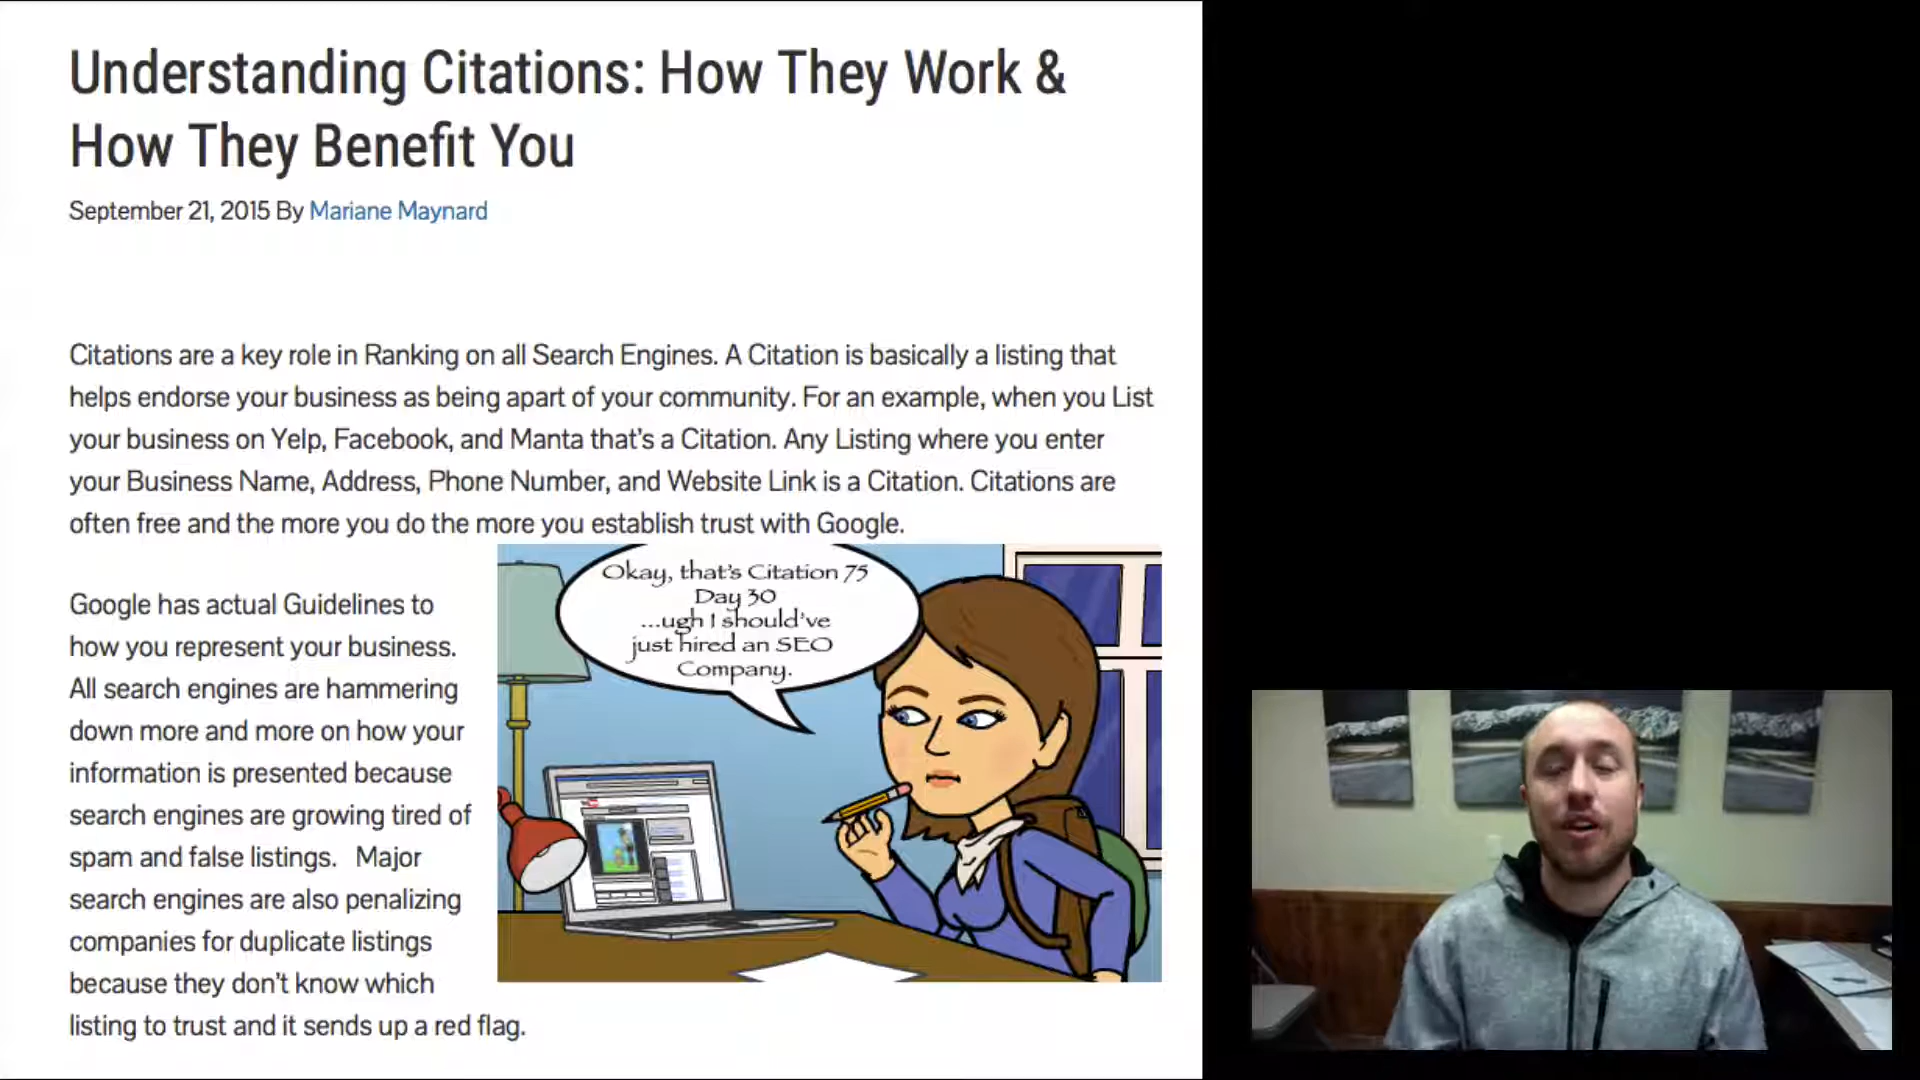 Understanding Citations: How They Work &
How They Benefit You
September 21, 2015 By Mariane Maynard
Citations are a key role in Ranking on all Search Engines. A Citation is basically a listing that
helps endorse your business as being apart of your community. For an example, when you List
your business on Yelp, Facebook, and Manta that's a Citation. Any Listing where you enter
your Business Name, Address, Phone Number, and Website Link is a Citation. Citations are
often free and the more you do the more you establish trust with Google.
Google has actual Guidelines to
how you represent your business.
All search engines are hammering
down more and more on how your
information is presented because
search engines are growing tired of
spam and false listings.   Major
search engines are also penalizing
companies for duplicate listings
because they don't know which
listing to trust and it sends up a red flag.
Okay, that's Citation 75
Day 30
...ugh I should've
just hired an SEO
Company.